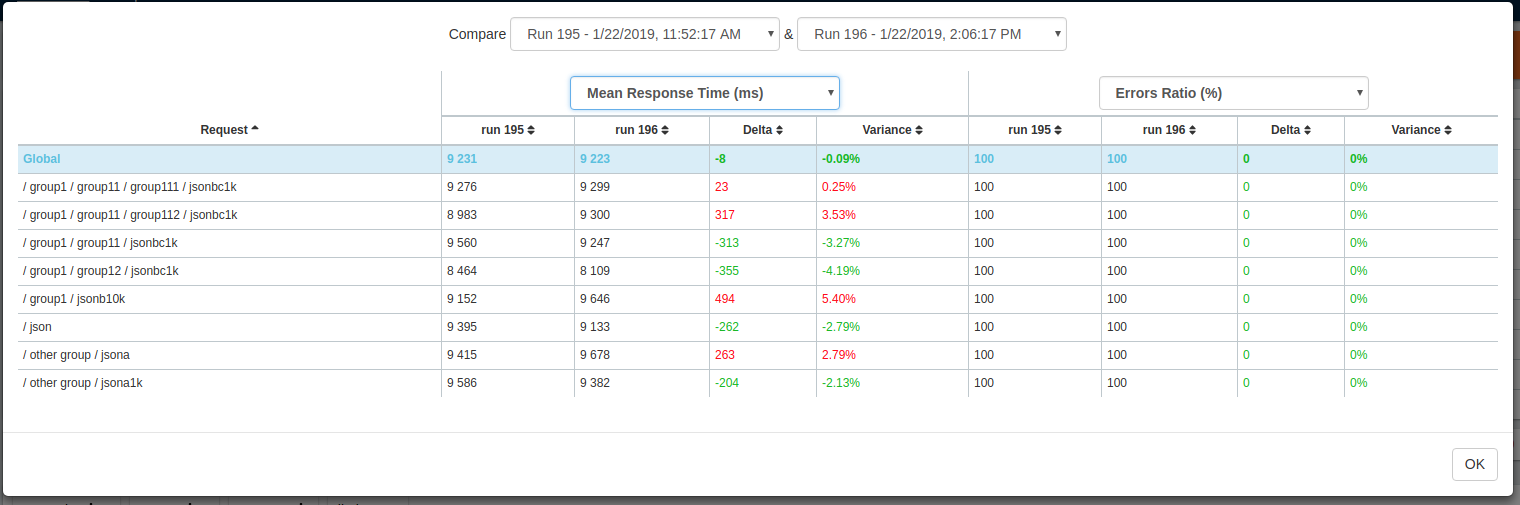 Compare Run 195 - 1/22/2019, 11:52:17 AM & Run 196 - 1/22/2019, 2:06:17 PM
Mean Response Time (ms) Errors Ratio (%)
Request run 195 run 196 Delta Variance run 195 run 196 Delta Variance
Global 9 231 9 223 -8 -0.09% 100 100 0 0%
/ group1 / group11 / group111 / jsonbc1k 9 276 9 299 23 0.25% 100 100 0 0%
/ group1 / group11 / group112 / jsonbc1k 8 983 9 300 317 3.53% 100 100 0 0%
/ group1 / group11 / jsonbc1k 9 560 9 247 -313 -3.27% 100 100 0 0%
/ group1 / group12 / jsonbc1k 8 464 8 109 -355 -4.19% 100 100 0 0%
/ group1 / jsonb10k 9 152 9 646 494 5.40% 100 100 0 0%
/ json 9 395 9 133 -262 -2.79% 100 100 0 0%
/ other group / jsona 9 415 9 678 263 2.79% 100 100 0 0%
/ other group / jsona1k 9 586 9 382 -204 -2.13% 100 100 0 0%
OK